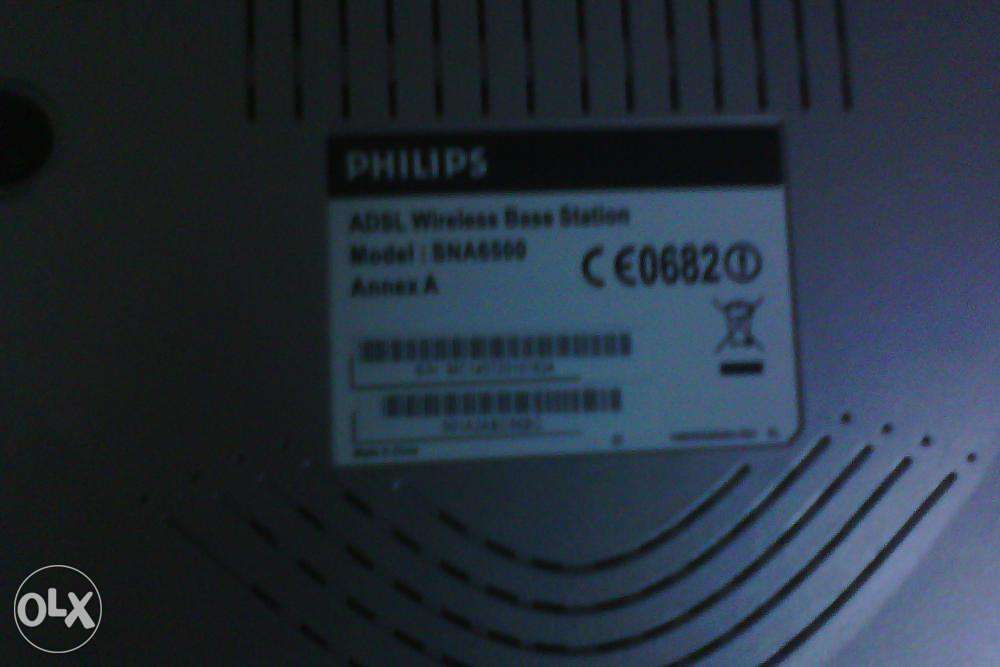 PHILIPS
ADSL Wireless Base Station
Model : SNA6500
Annex A
CE0682
OLX